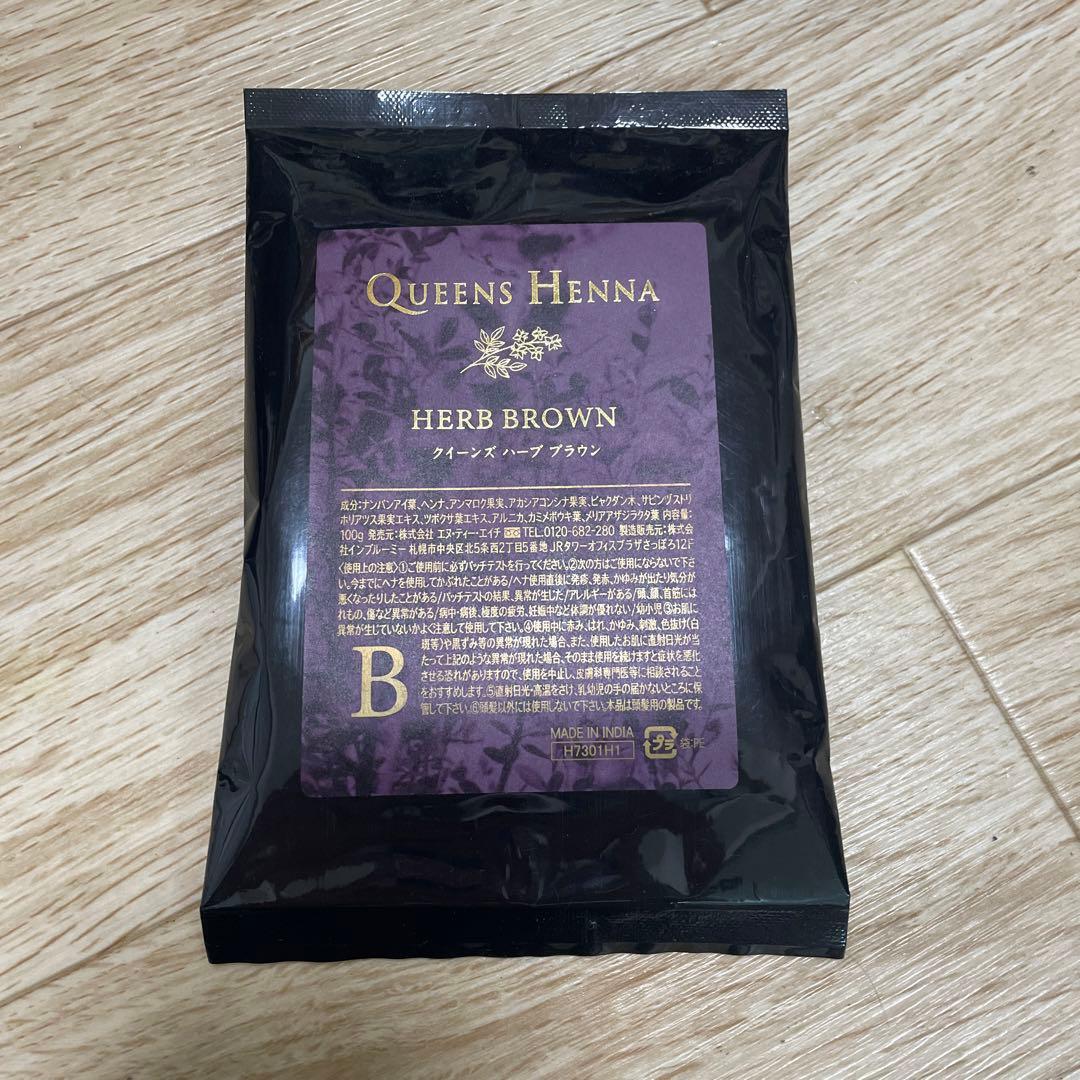 QUEENS HENNA
HERB BROWN
クイーンズ ハーブ ブラウン
成分:ナンバンアイ葉、ヘンナ、アンマロク果実、アカシアコンシナ果実、ビャクダン木、サピンヅストリ
ホリアツス果実エキス、ツボクサ葉エキス、アルニカ、カミメボウキ葉、メリアアザジラクタ葉 内容量:
100g 発売元:株式会社 エヌ・ティー・エイチ TEL.0120-682-280 製造販売元:株式会
社インブルーミー 札幌市中央区北5条西2丁目5番地 JRタワーオフィスプラザさっぽろ12F
〈使用上の注意〉①ご使用前に必ずパッチテストを行ってください。②次の方はご使用にならないで下さ
い。今までにヘナを使用してかぶれたことがある/ヘナ使用直後に発疹、発赤、かゆみが出たり気分が
悪くなったりしたことがある/パッチテストの結果、異常が生じた/アレルギーがある/頭、顔、首筋には
れもの、傷など異常がある/病中・病後、極度の疲労、妊娠中など体調が優れない/幼小児 ③お肌に
異常が生じていないかよく注意して使用して下さい。④使用中に赤み、はれ、かゆみ、刺激、色抜け(白
斑等)や黒ずみ等の異常が現れた場合、また、使用したお肌に直射日光が当
たって上記のような異常が現れた場合、そのまま使用を続けますと症状を悪化
させる恐れがありますので、使用を中止し、皮膚科専門医等に相談されること
をおすすめします。⑤直射日光・高温をさけ、乳幼児の手の届かないところに保
管して下さい。⑥頭髪以外には使用しないで下さい。本品は頭髪用の製品です。
B
MADE IN INDIA
H7301H1
プラ 袋:PE